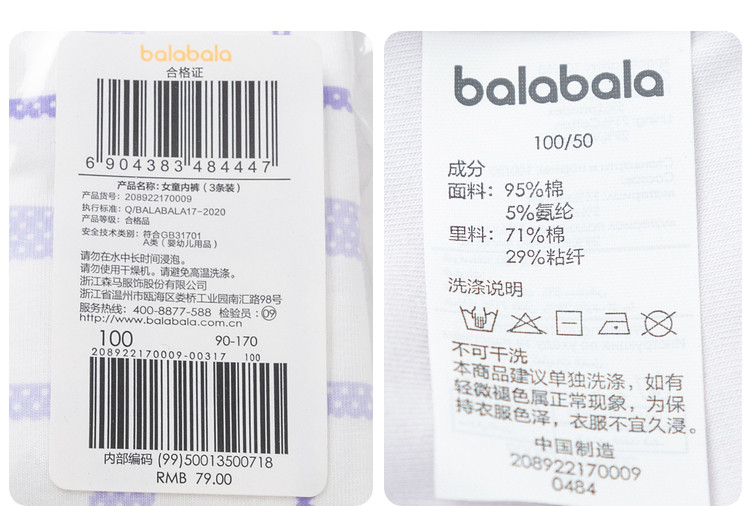 balabala
合格证
6 904383 484447
产品名称: 女童内裤（3条装）
产品货号: 208922170009
执行标准: Q/BALABALA17-2020
产品等级: 合格品
安全技术类别: 符合GB31701
A类（婴幼儿用品）
请勿在水中长时间浸泡。
请勿使用干燥机。请避免高温洗涤。
浙江森马服饰股份有限公司
浙江省温州市瓯海区娄桥工业园南汇路98号
服务热线: 400-8877-588 检验员: 09
http://www.balabala.com.cn
100 90-170
208922170009-00317 100
内部编码 (99)50013500718
RMB 79.00
balabala
100/50
成分
面料: 95%棉
5%氨纶
里料: 71%棉
29%粘纤
洗涤说明
不可干洗
本商品建议单独洗涤，如有
轻微褪色属正常现象，为保
持衣服色泽，衣服不宜久浸。
中国制造
208922170009
0484